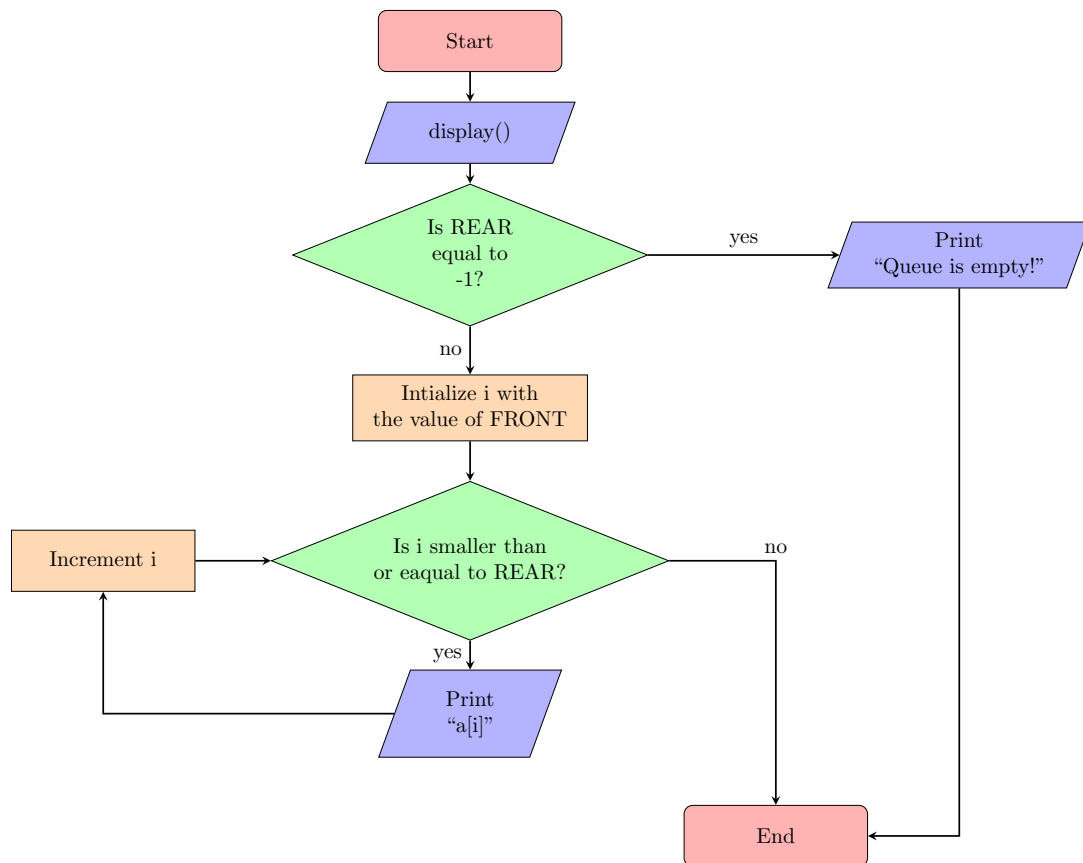 Start
display()
Is REAR
equal to
-1?
yes
Print
“Queue is empty!”
no
Intialize i with
the value of FRONT
Increment i
Is i smaller than
or eaqual to REAR?
no
yes
Print
“a[i]”
End